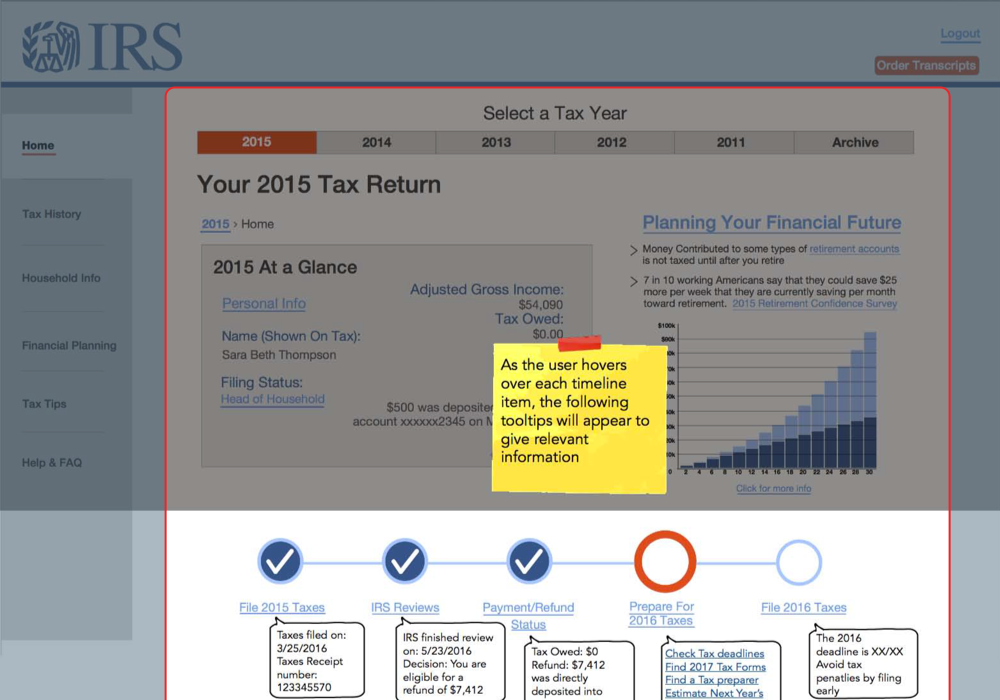 IRS
Logout
Order Transcripts
Home
Tax History
Household Info
Financial Planning
Tax Tips
Help & FAQ
Select a Tax Year
2015 2014 2013 2012 2011 Archive
Your 2015 Tax Return
2015 > Home
2015 At a Glance
Personal Info
Name (Shown On Tax):
Sara Beth Thompson
Filing Status:
Head of Household
Adjusted Gross Income:
$54,090
Tax Owed:
$0.00
$500 was deposited
account xxxxxx2345 on
As the user hovers
over each timeline
item, the following
tooltips will appear to
give relevant
information
Planning Your Financial Future
> Money Contributed to some types of retirement accounts
is not taxed until after you retire
> 7 in 10 working Americans say that they could save $25
more per week that they are currently saving per month
toward retirement. 2015 Retirement Confidence Survey
$100k
0 2 4 6 8 10 12 14 16 18 20 22 24 26 28 30
Click for more info
File 2015 Taxes
IRS Reviews
Payment/Refund
Status
Prepare For
2016 Taxes
File 2016 Taxes
Taxes filed on:
3/25/2016
Taxes Receipt
number:
123345570
IRS finished review
on: 5/23/2016
Decision: You are
eligible for a
refund of $7,412
Tax Owed: $0
Refund: $7,412
was directly
deposited into
Check Tax deadlines
Find 2017 Tax Forms
Find a Tax preparer
Estimate Next Year's
The 2016
deadline is XX/XX
Avoid tax
penatlies by filing
early